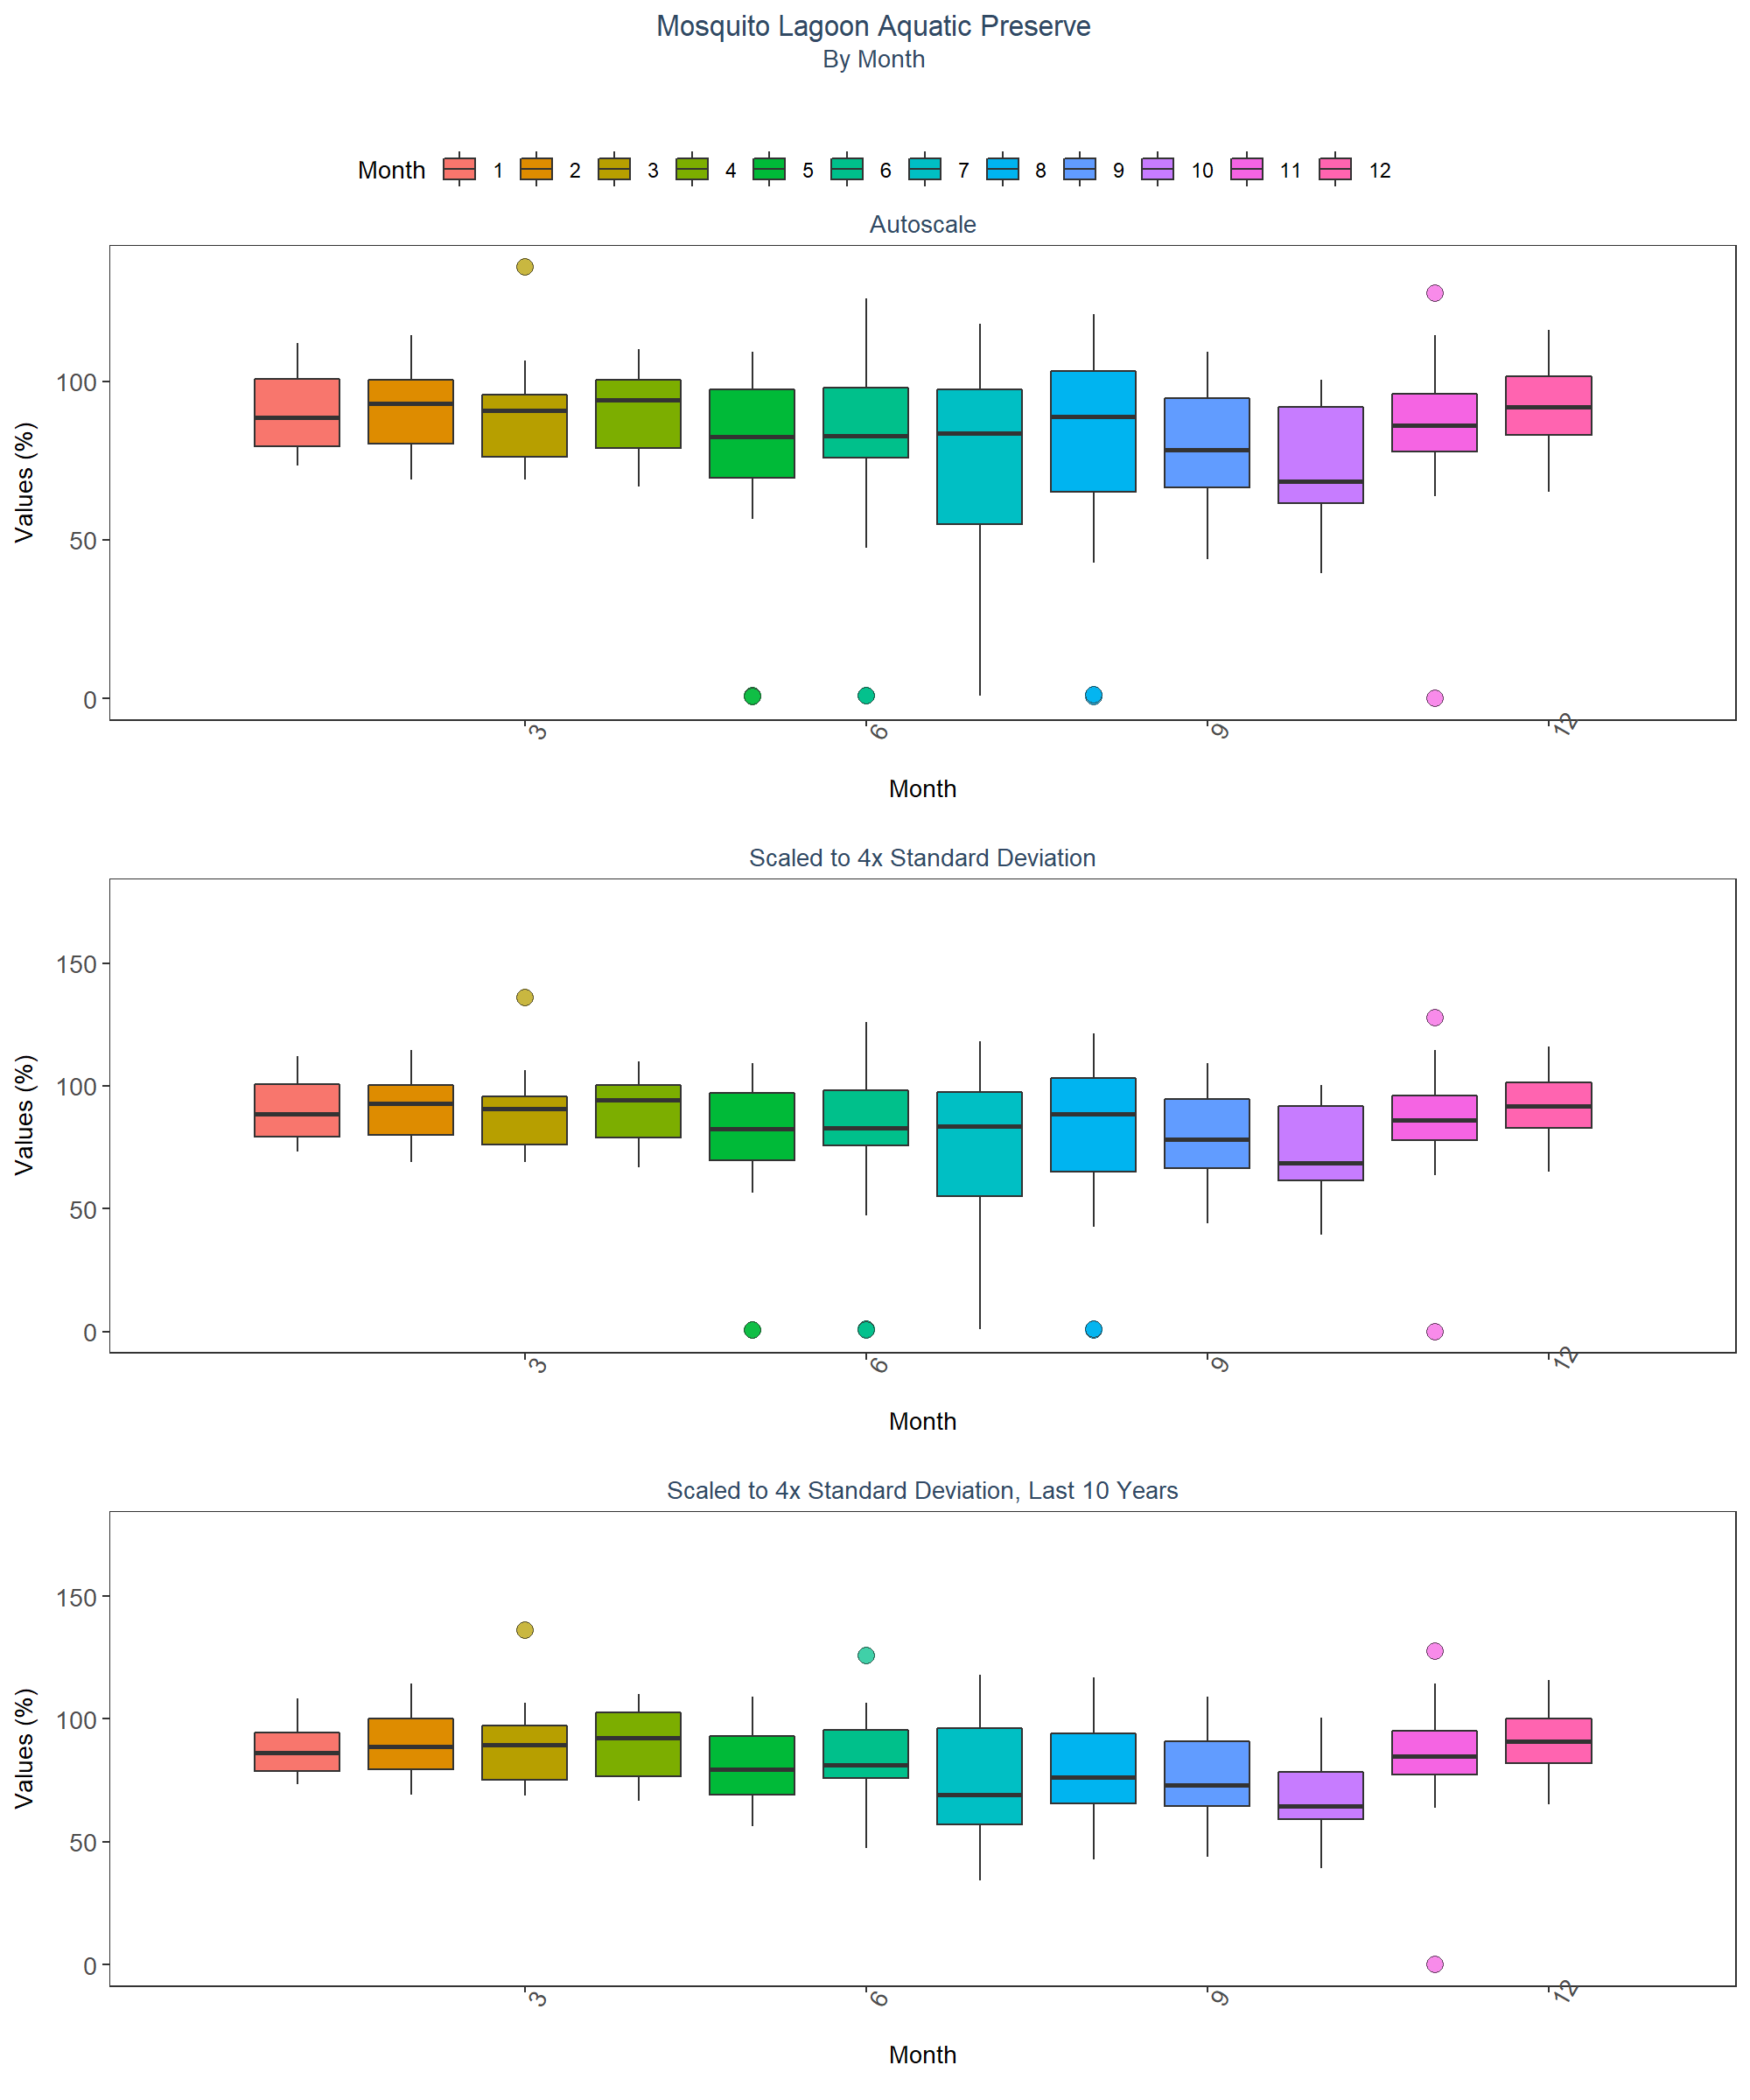 Mosquito Lagoon Aquatic Preserve
By Month
Month 1 2 3 4 5 6 7 8 9 10 11 12
Autoscale
Values (%)
100
50
0
3 6 9 12
Month
Scaled to 4x Standard Deviation
Values (%)
150
100
50
0
3 6 9 12
Month
Scaled to 4x Standard Deviation, Last 10 Years
Values (%)
150
100
50
0
3 6 9 12
Month